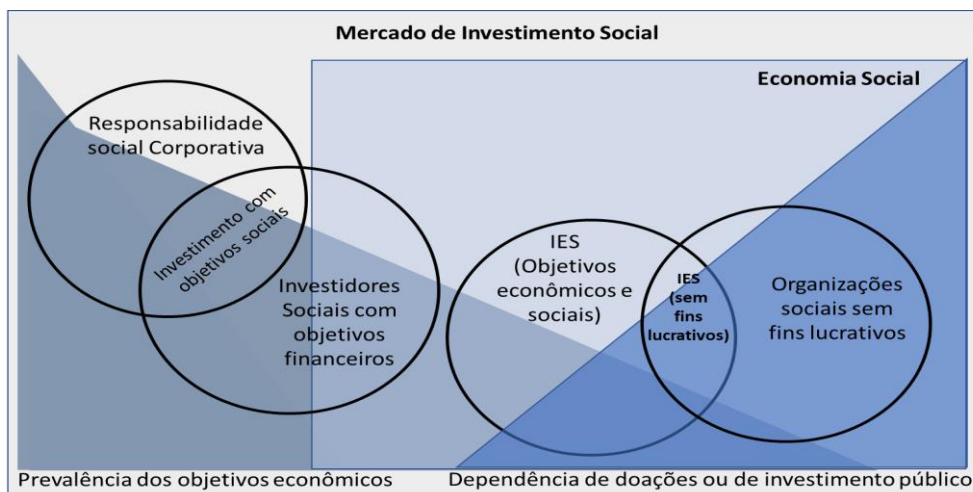 Mercado de Investimento Social
Economia Social
Responsabilidade
social Corporativa
Investimento com
objetivos sociais
Investidores
Sociais com
objetivos
financeiros
IES
(Objetivos
econômicos e
sociais)
IES
(sem
fins
lucrativos)
Organizações
sociais sem
fins lucrativos
Prevalência dos objetivos econômicos
Dependência de doações ou de investimento público